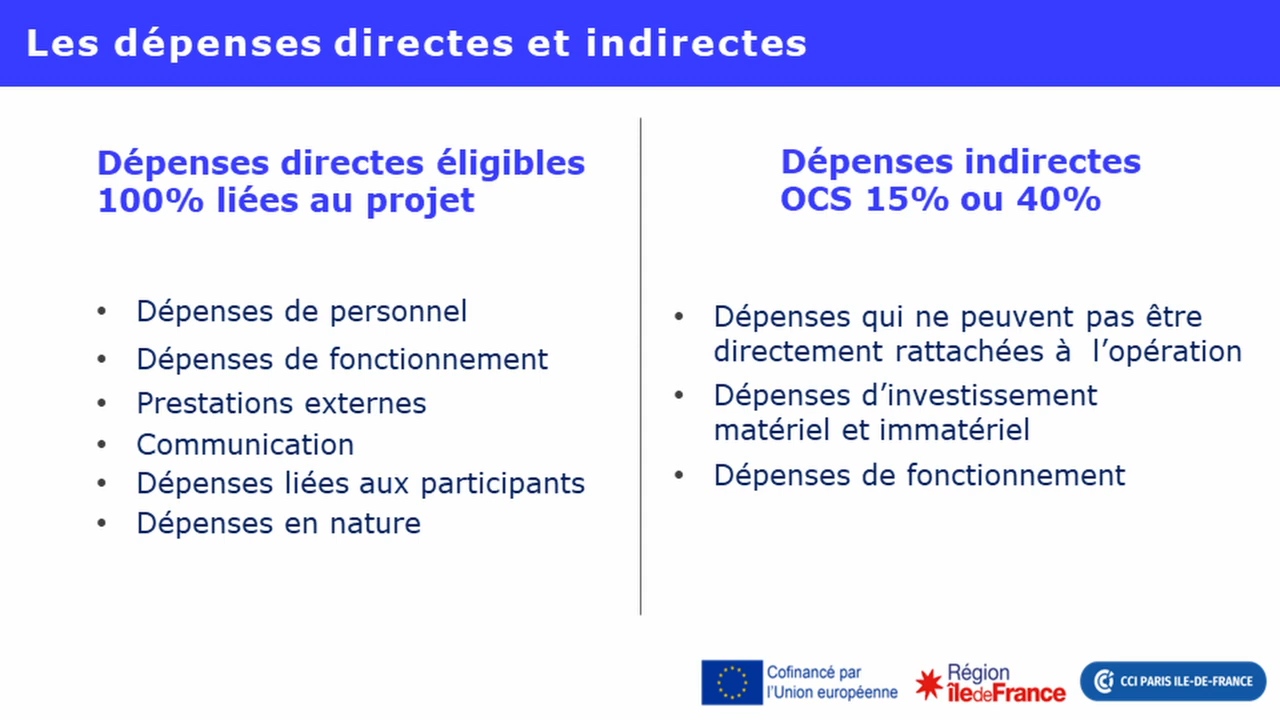 Les dépenses directes et indirectes
Dépenses directes éligibles
100% liées au projet
• Dépenses de personnel
• Dépenses de fonctionnement
• Prestations externes
• Communication
• Dépenses liées aux participants
• Dépenses en nature
Dépenses indirectes
OCS 15% ou 40%
• Dépenses qui ne peuvent pas être
directement rattachées à l’opération
• Dépenses d’investissement
matériel et immatériel
• Dépenses de fonctionnement
Cofinancé par
l’Union européenne
Région
îledeFrance
CCI PARIS ILE-DE-FRANCE